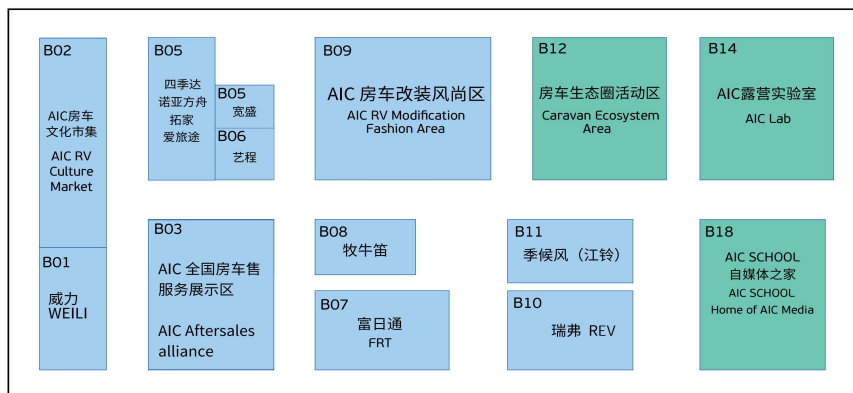 B02
AIC房车
文化市集
AIC RV
Culture
Market
B01
威力
WEILI
B05
四季达
诺亚方舟
拓家
爱旅途
B05
宽盛
B06
艺程
B03
AIC 全国房车售
服务展示区
AIC Aftersales
alliance
B09
AIC 房车改装风尚区
AIC RV Modification
Fashion Area
B08
牧牛笛
B07
富日通
FRT
B12
房车生态圈活动区
Caravan Ecosystem
Area
B11
季候风（江铃）
B10
瑞弗 REV
B14
AIC露营实验室
AIC Lab
B18
AIC SCHOOL
自媒体之家
AIC SCHOOL
Home of AIC Media